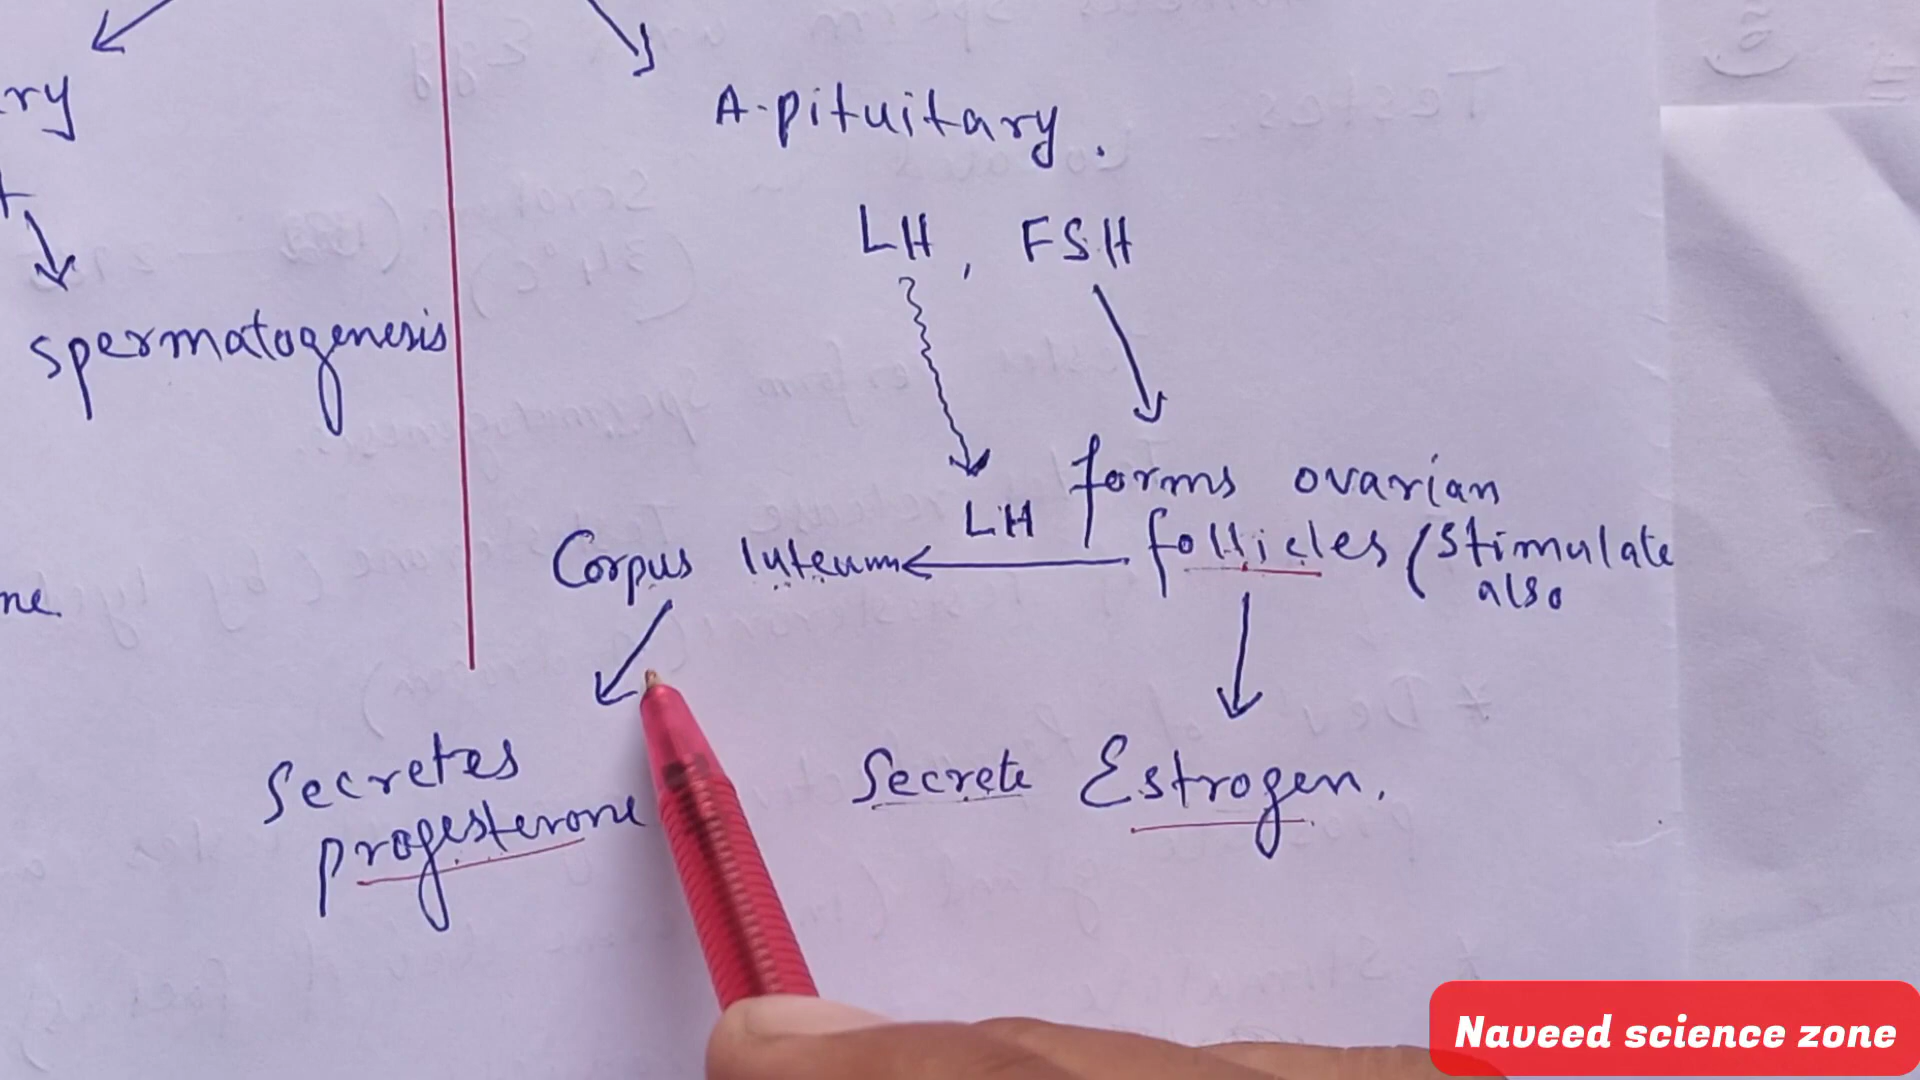 ry
A-pituitary.
LH, FSH
spermatogenesis
forms ovarian
LH
Corpus luteum
follicles (stimulate
also
ne
Secretes
progesterone
Secrete Estrogen.
Naveed science zone